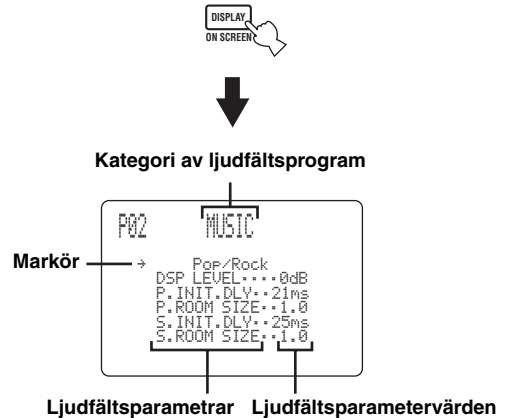 DISPLAY
ON SCREEN
Kategori av ljudfältsprogram
P02 MUSIC
Markör
→ Pop/Rock
DSP LEVEL····0dB
P.INIT.DLY··21ms
P.ROOM SIZE··1.0
S.INIT.DLY··25ms
S.ROOM SIZE··1.0
Ljudfältsparametrar Ljudfältsparametervärden